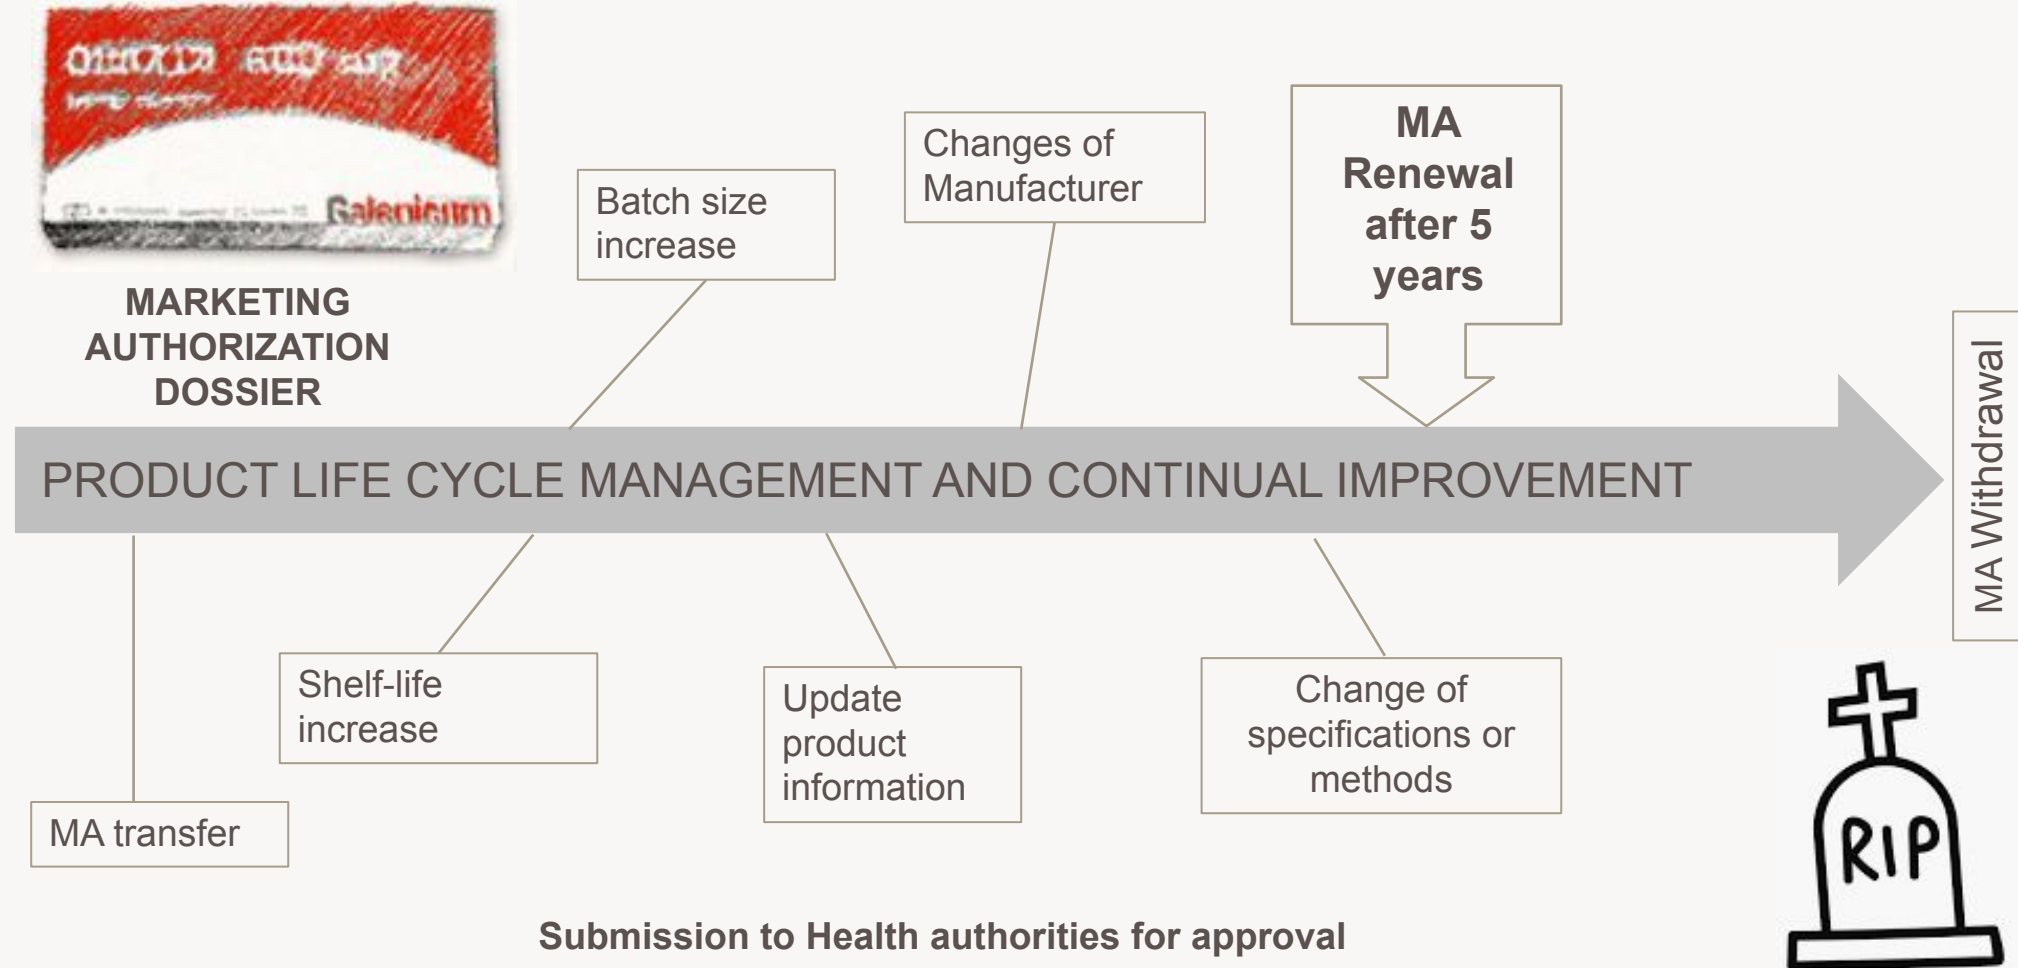 Galenicum
MARKETING
AUTHORIZATION
DOSSIER
Batch size
increase
Changes of
Manufacturer
MA
Renewal
after 5
years
PRODUCT LIFE CYCLE MANAGEMENT AND CONTINUAL IMPROVEMENT
MA Withdrawal
MA transfer
Shelf-life
increase
Update
product
information
Change of
specifications or
methods
RIP
Submission to Health authorities for approval